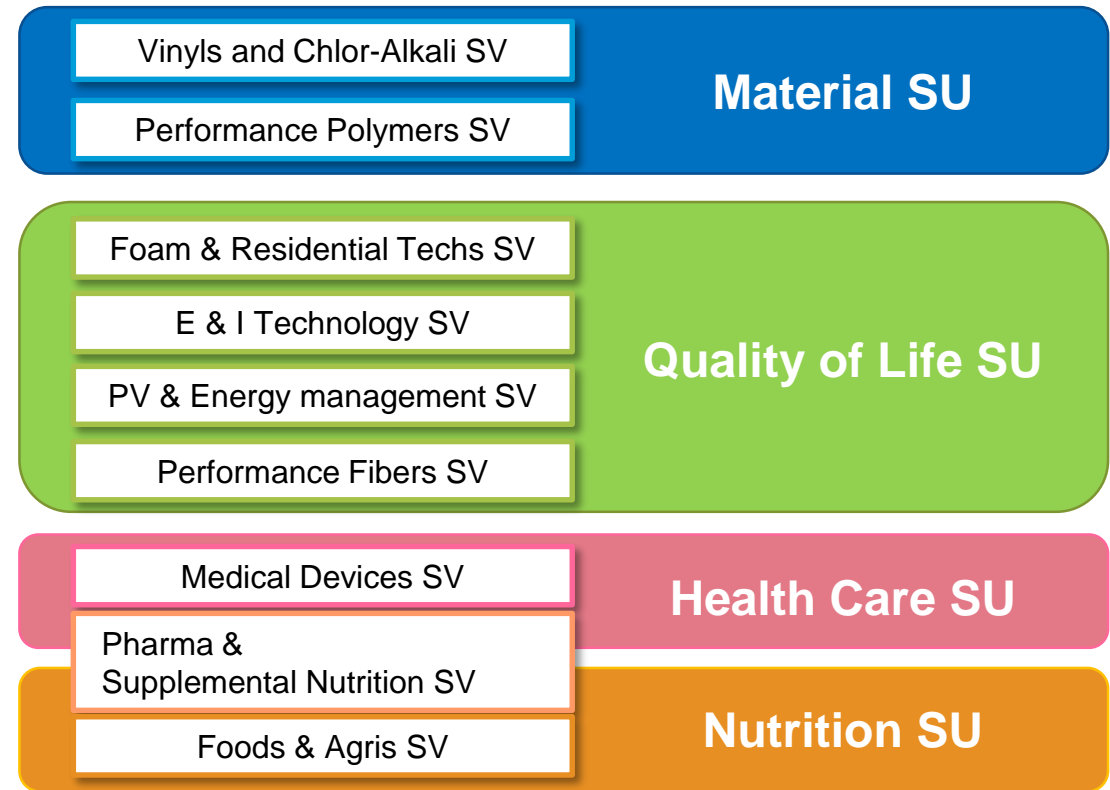 Vinyls and Chlor-Alkali SV
Performance Polymers SV
Material SU
Foam & Residential Techs SV
E & I Technology SV
PV & Energy management SV
Performance Fibers SV
Quality of Life SU
Medical Devices SV
Health Care SU
Pharma &
Supplemental Nutrition SV
Foods & Agris SV
Nutrition SU